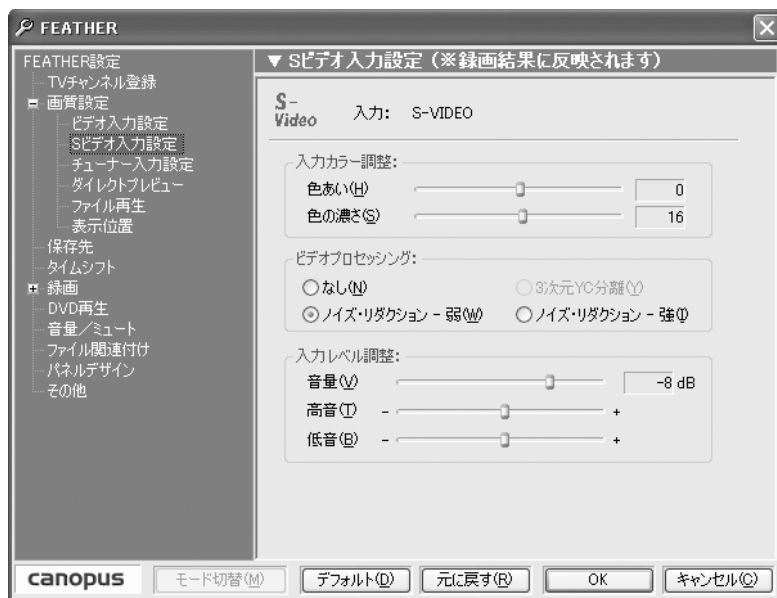 FEATHER
FEATHER設定
TVチャンネル登録
画質設定
ビデオ入力設定
Sビデオ入力設定
チューナー入力設定
ダイレクトプレビュー
ファイル再生
表示位置
保存先
タイムシフト
録画
DVD再生
音量／ミュート
ファイル関連付け
パネルデザイン
その他
▼ Sビデオ入力設定（※録画結果に反映されます）
S-Video
入力: S-VIDEO
入力カラー調整:
色あい(H) 0
色の濃さ(S) 16
ビデオプロセッシング:
なし(N) 3次元YC分離(Y)
ノイズ・リダクション - 弱(W) ノイズ・リダクション - 強(I)
入力レベル調整:
音量(V) -8 dB
高音(T) - +
低音(B) - +
canopus モード切替(M) デフォルト(D) 元に戻す(R) OK キャンセル(C)